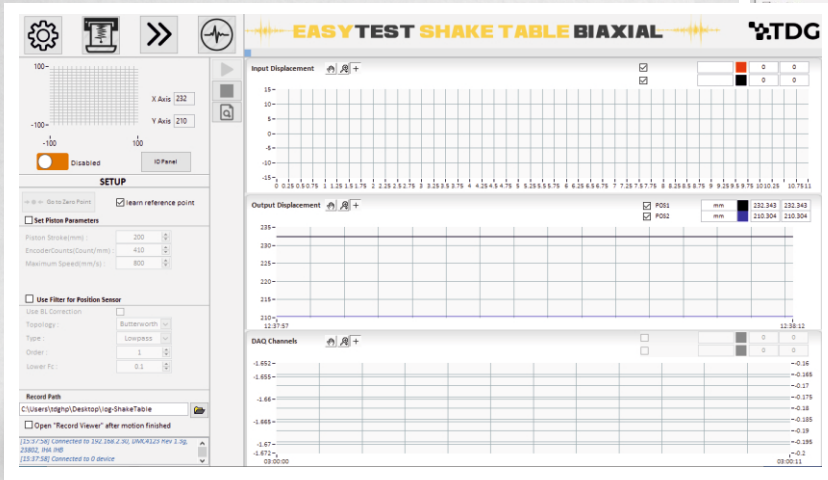 EASYTEST SHAKE TABLE BIAXIAL
TDG
100
-100
-100 100
X Axis 232
Y Axis 210
Disabled
IO Panel
SETUP
Go to Zero Point
learn reference point
Set Piston Parameters
Piston Stroke(mm) : 200
EncoderCounts(Count/mm) : 410
Maximum Speed(mm/s) : 800
Use Filter for Position Sensor
Use BL Correction
Topology : Butterworth
Type : Lowpass
Order : 1
Lower Fc : 0.1
Record Path
C:\Users\tdghp\Desktop\log-ShakeTable
Open "Record Viewer" after motion finished
[15:37:58] Connected to 192.168.2.30, DMC4123 Rev 1.3g,
23802, IHA IHB
[15:37:58] Connected to 0 device
Input Displacement
0 0
0 0
15
10
5
0
-5
-10
-15
0 0.25 0.5 0.75 1 1.25 1.5 1.75 2 2.25 2.5 2.75 3 3.25 3.5 3.75 4 4.25 4.5 4.75 5 5.25 5.5 5.75 6 6.25 6.5 6.75 7 7.25 7.5 7.75 8 8.25 8.5 8.75 9 9.25 9.5 9.75 10 10.25 10.75 11
Output Displacement
POS1 mm 232.343 232.343
POS2 mm 210.304 210.304
235
230
225
220
215
210
12:37:57 12:38:12
DAQ Channels
0 0
0 0
-1.652
-1.655
-1.66
-1.665
-1.67
-1.672
-0.16
-0.165
-0.17
-0.175
-0.18
-0.185
-0.19
-0.195
-0.2
03:00:00 03:00:11